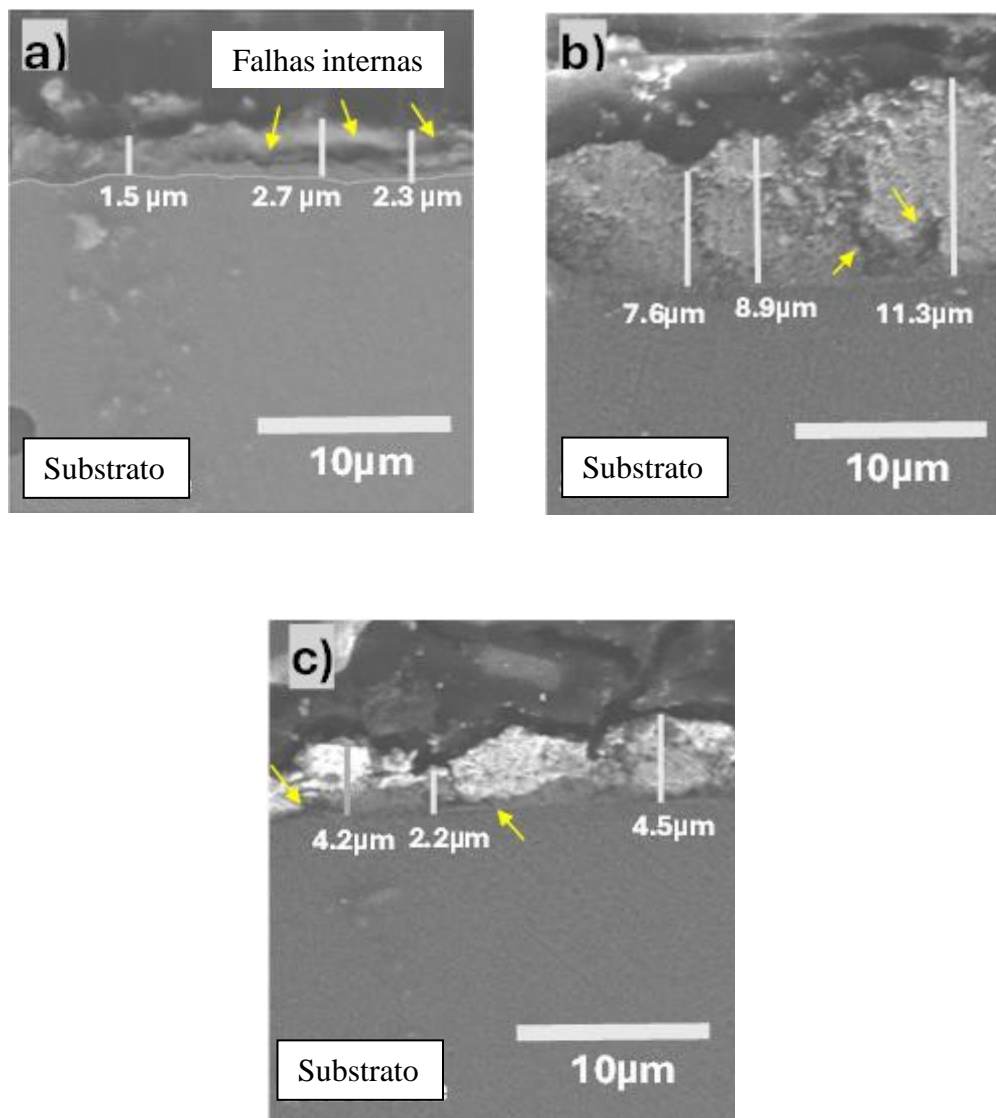 a)
Falhas internas
1.5 µm
2.7 µm
2.3 µm
10µm
Substrato
b)
7.6µm
8.9µm
11.3µm
10µm
Substrato
c)
4.2µm
2.2µm
4.5µm
10µm
Substrato